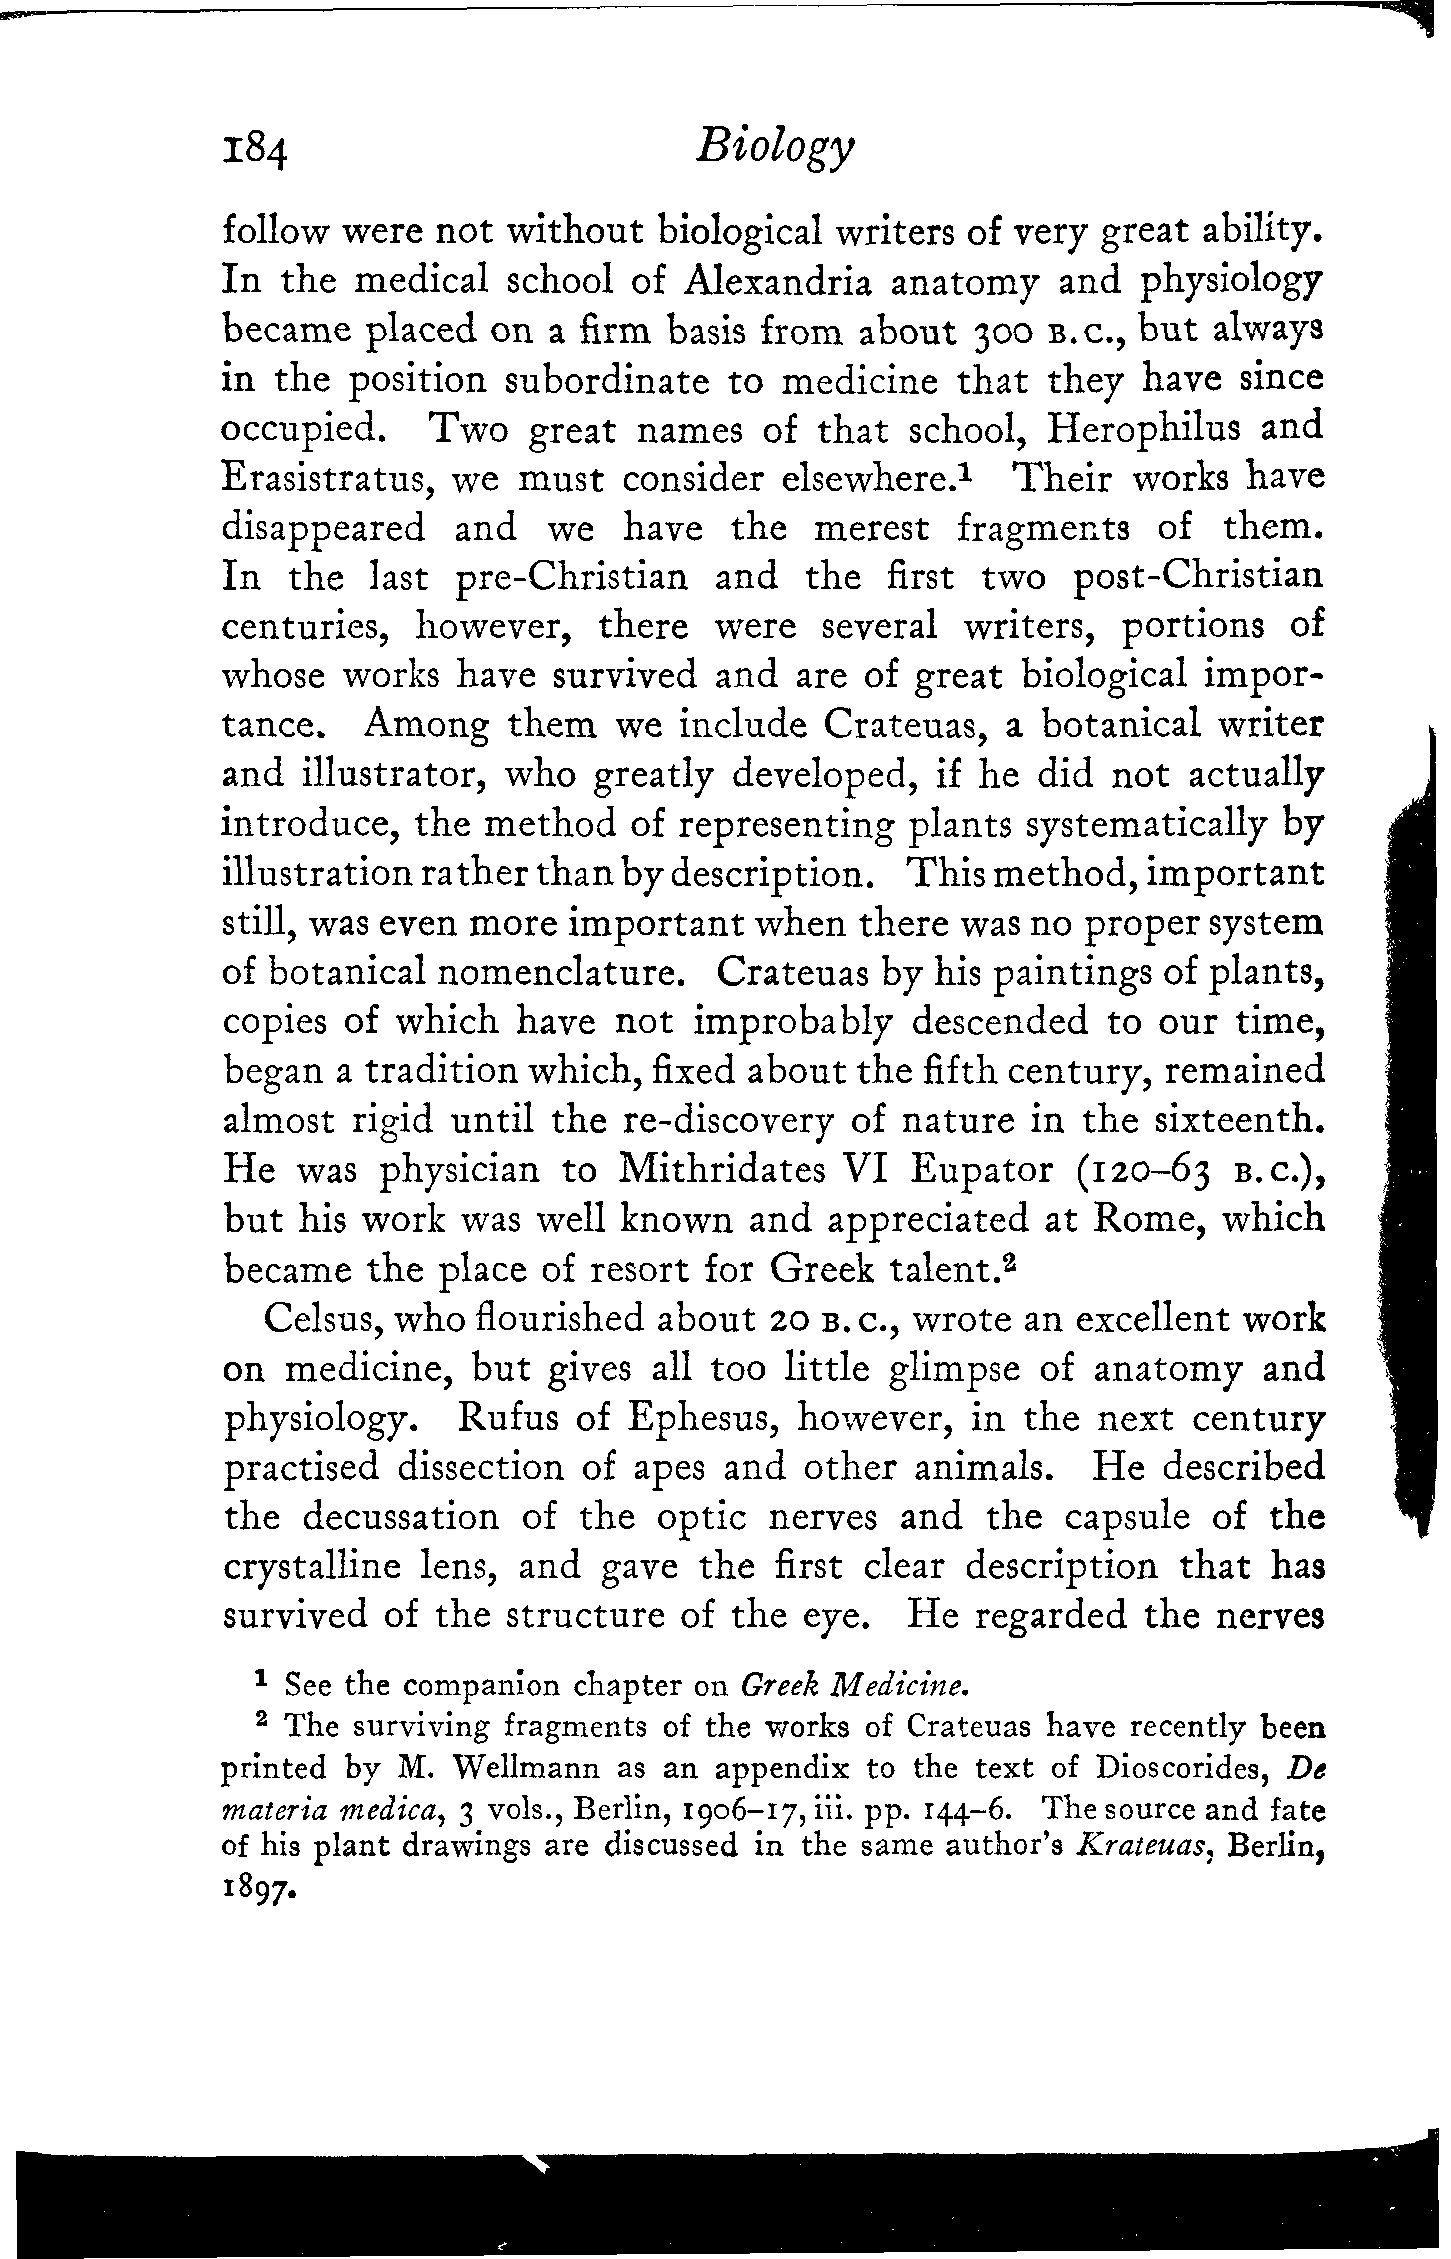 184 Biology
follow were not without biological writers of very great ability.
In the medical school of Alexandria anatomy and physiology
became placed on a firm basis from about 300 B.C., but always
in the position subordinate to medicine that they have since
occupied. Two great names of that school, Herophilus and
Erasistratus, we must consider elsewhere.¹ Their works have
disappeared and we have the merest fragments of them.
In the last pre-Christian and the first two post-Christian
centuries, however, there were several writers, portions of
whose works have survived and are of great biological impor-
tance. Among them we include Crateuas, a botanical writer
and illustrator, who greatly developed, if he did not actually
introduce, the method of representing plants systematically by
illustration rather than by description. This method, important
still, was even more important when there was no proper system
of botanical nomenclature. Crateuas by his paintings of plants,
copies of which have not improbably descended to our time,
began a tradition which, fixed about the fifth century, remained
almost rigid until the re-discovery of nature in the sixteenth.
He was physician to Mithridates VI Eupator (120–63 B.C.),
but his work was well known and appreciated at Rome, which
became the place of resort for Greek talent.²
Celsus, who flourished about 20 B.C., wrote an excellent work
on medicine, but gives all too little glimpse of anatomy and
physiology. Rufus of Ephesus, however, in the next century
practised dissection of apes and other animals. He described
the decussation of the optic nerves and the capsule of the
crystalline lens, and gave the first clear description that has
survived of the structure of the eye. He regarded the nerves
¹ See the companion chapter on Greek Medicine.
² The surviving fragments of the works of Crateuas have recently been
printed by M. Wellmann as an appendix to the text of Dioscorides, De
materia medica, 3 vols., Berlin, 1906–17, iii. pp. 144–6. The source and fate
of his plant drawings are discussed in the same author's Krateuas, Berlin,
1897.